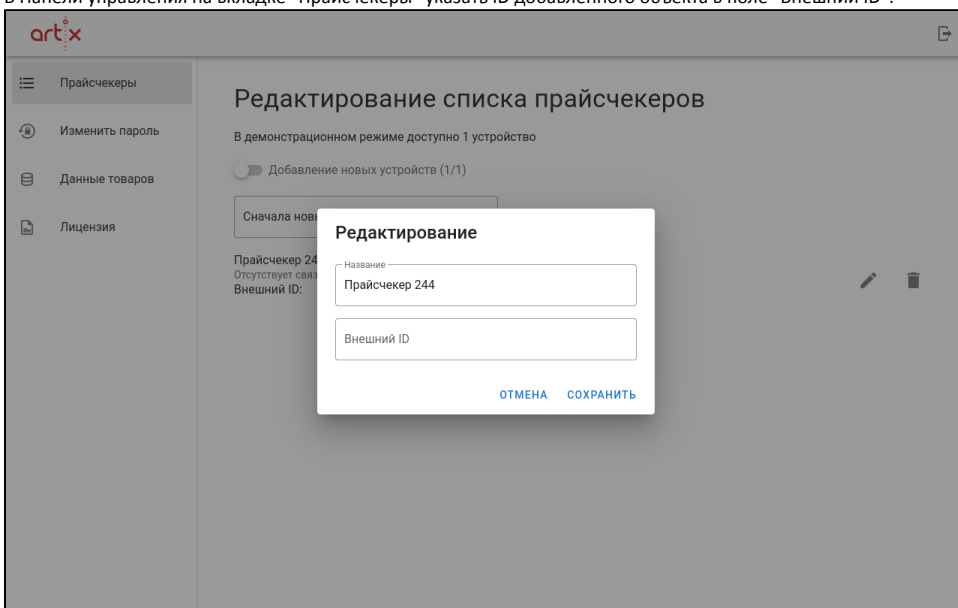 В Панели управления на вкладке "Прайсчекеры" указать ID добавленного объекта в поле "Внешний ID".
artix
Прайсчекеры
Изменить пароль
Данные товаров
Лицензия
Редактирование списка прайсчекеров
В демонстрационном режиме доступно 1 устройство
Добавление новых устройств (1/1)
Сначала новы
Прайсчекер 24
Отсутствует связ
Внешний ID:
Редактирование
Название
Прайсчекер 244
Внешний ID
ОТМЕНА СОХРАНИТЬ